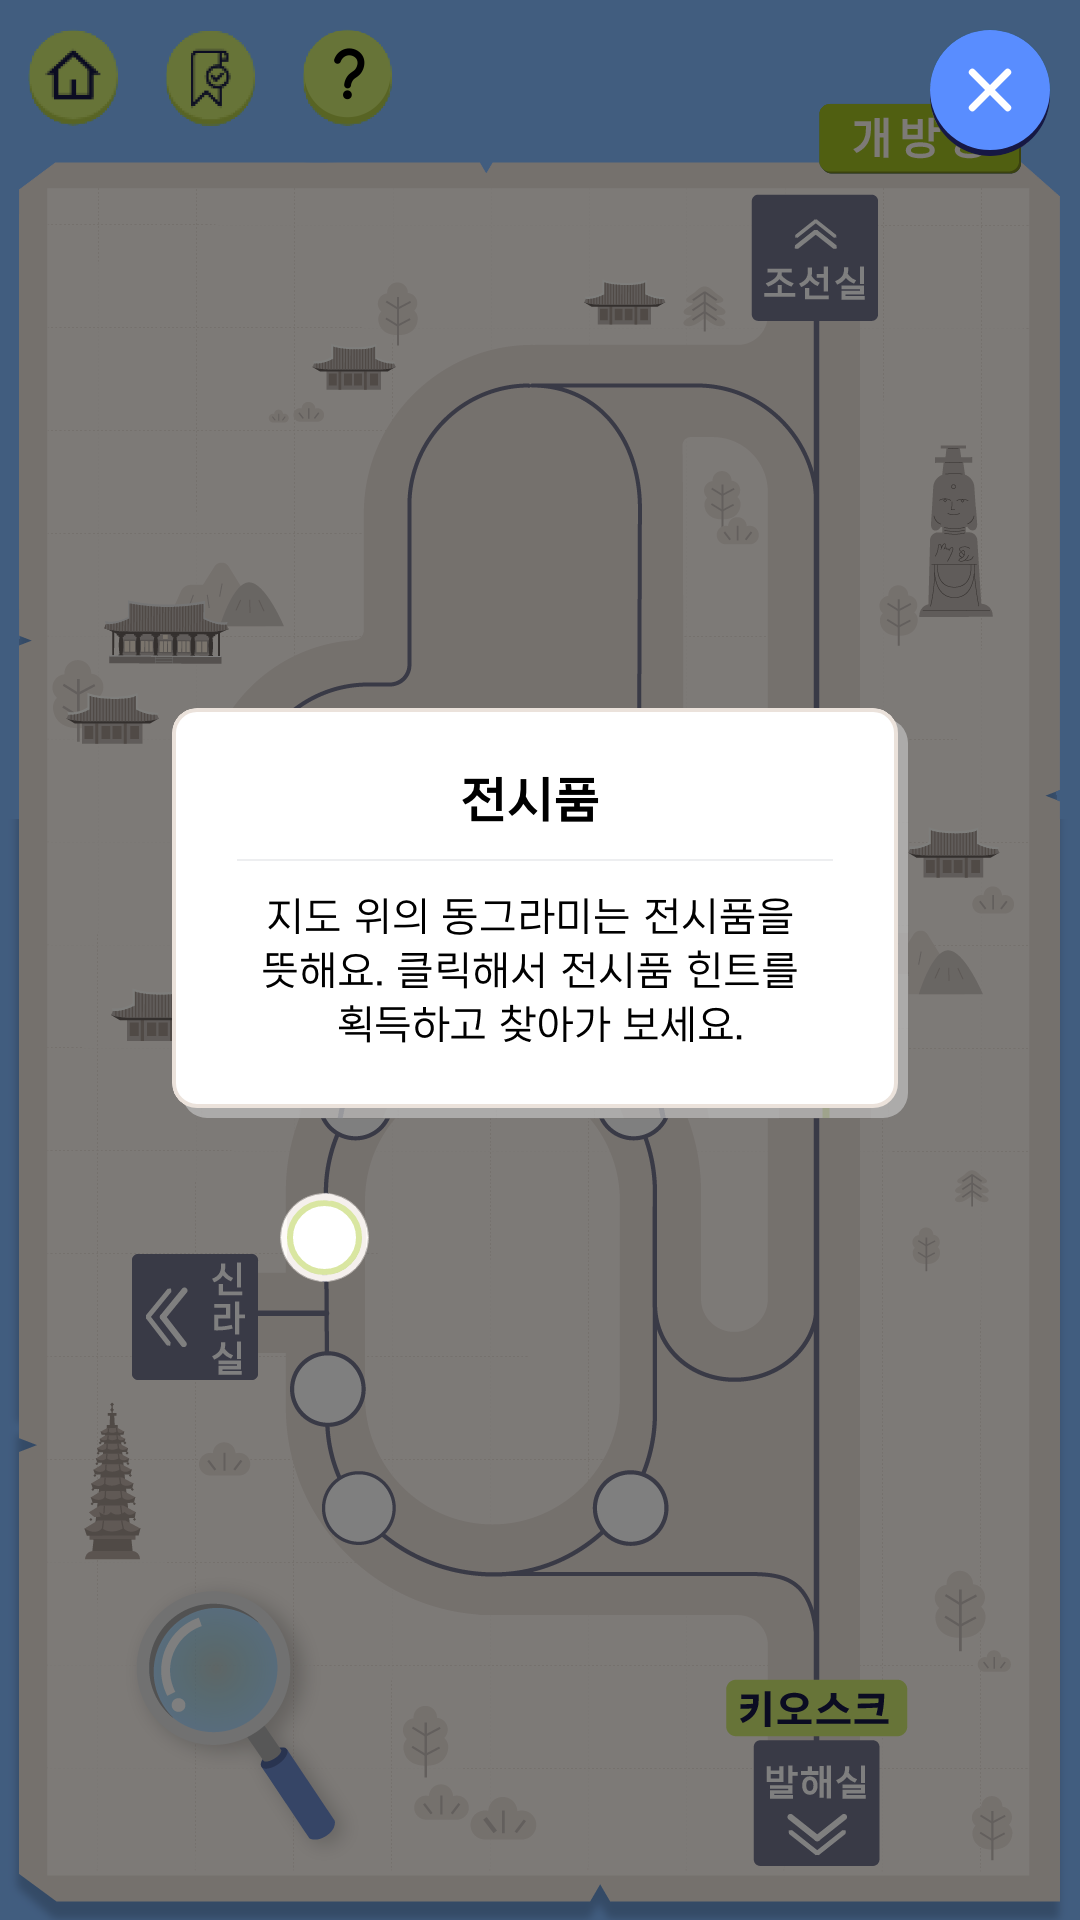 ?
개방
조선실
전시품
지도 위의 동그라미는 전시품을
뜻해요. 클릭해서 전시품 힌트를
획득하고 찾아가 보세요.
신라실
키오스크
발해실